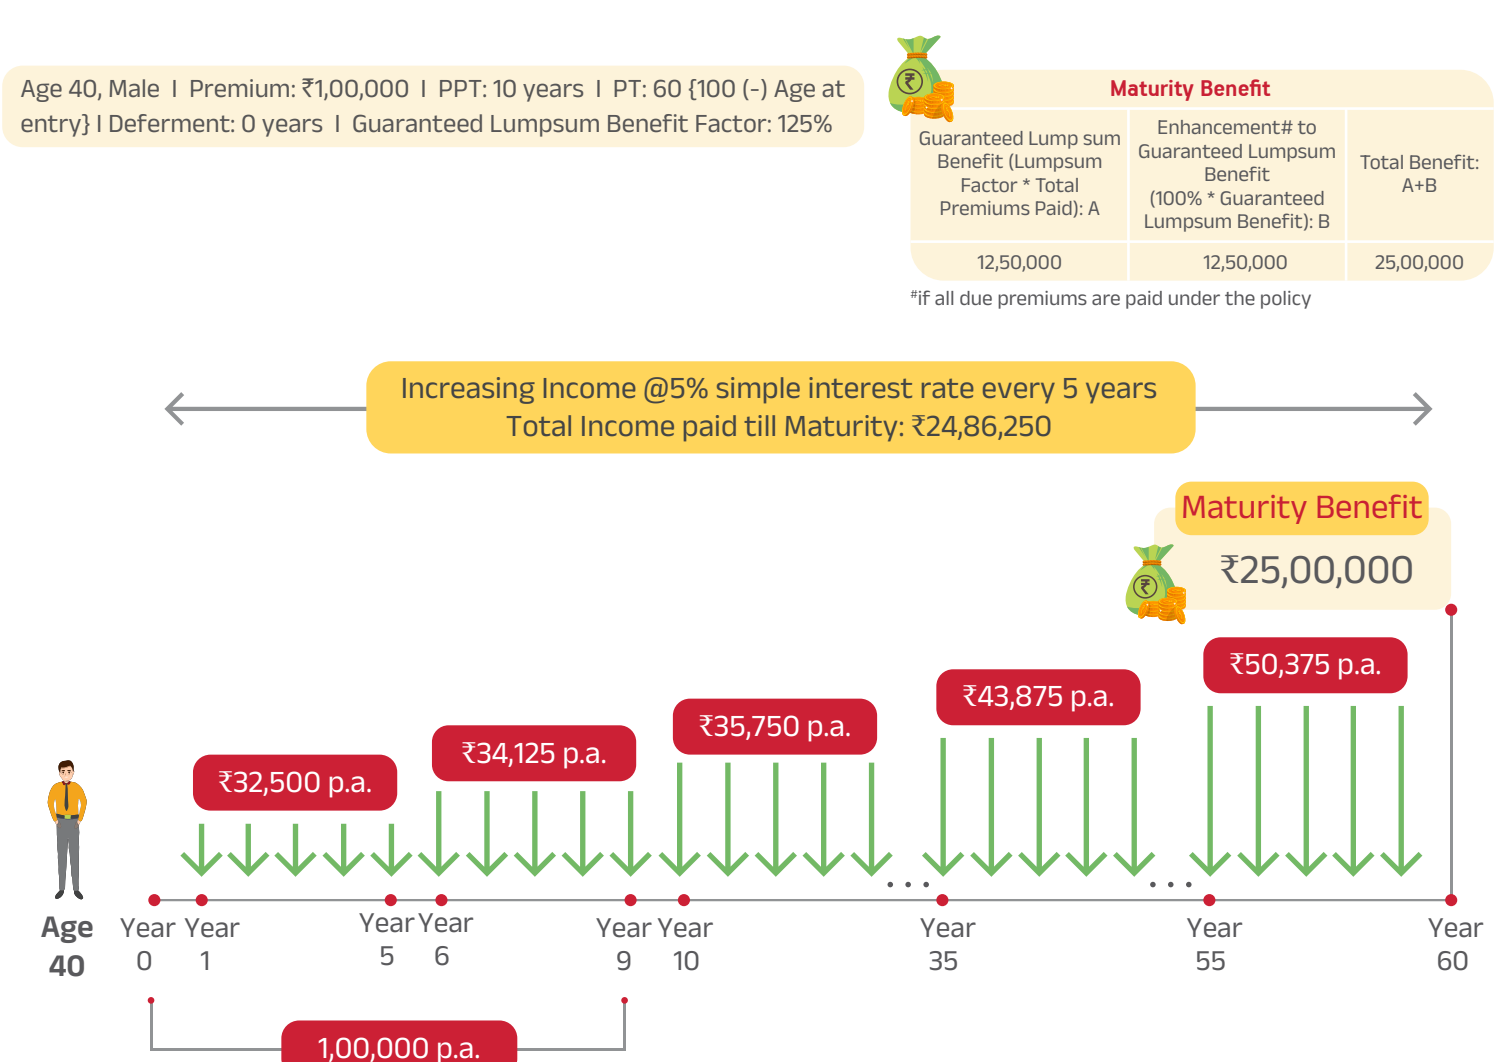 Age 40, Male I Premium: ₹1,00,000 I PPT: 10 years I PT: 60 {100 (-) Age at
entry} I Deferment: 0 years I Guaranteed Lumpsum Benefit Factor: 125%
₹
Maturity Benefit
Guaranteed Lump sum
Benefit (Lumpsum
Factor * Total
Premiums Paid): A
Enhancement# to
Guaranteed Lumpsum
Benefit
(100% * Guaranteed
Lumpsum Benefit): B
Total Benefit:
A+B
12,50,000
12,50,000
25,00,000
#if all due premiums are paid under the policy
Increasing Income @5% simple interest rate every 5 years
Total Income paid till Maturity: ₹24,86,250
Maturity Benefit
₹
₹25,00,000
₹32,500 p.a.
₹34,125 p.a.
₹35,750 p.a.
₹43,875 p.a.
₹50,375 p.a.
...
...
Age
40
Year
0
Year
1
Year
5
Year
6
Year
9
Year
10
Year
35
Year
55
Year
60
1,00,000 p.a.